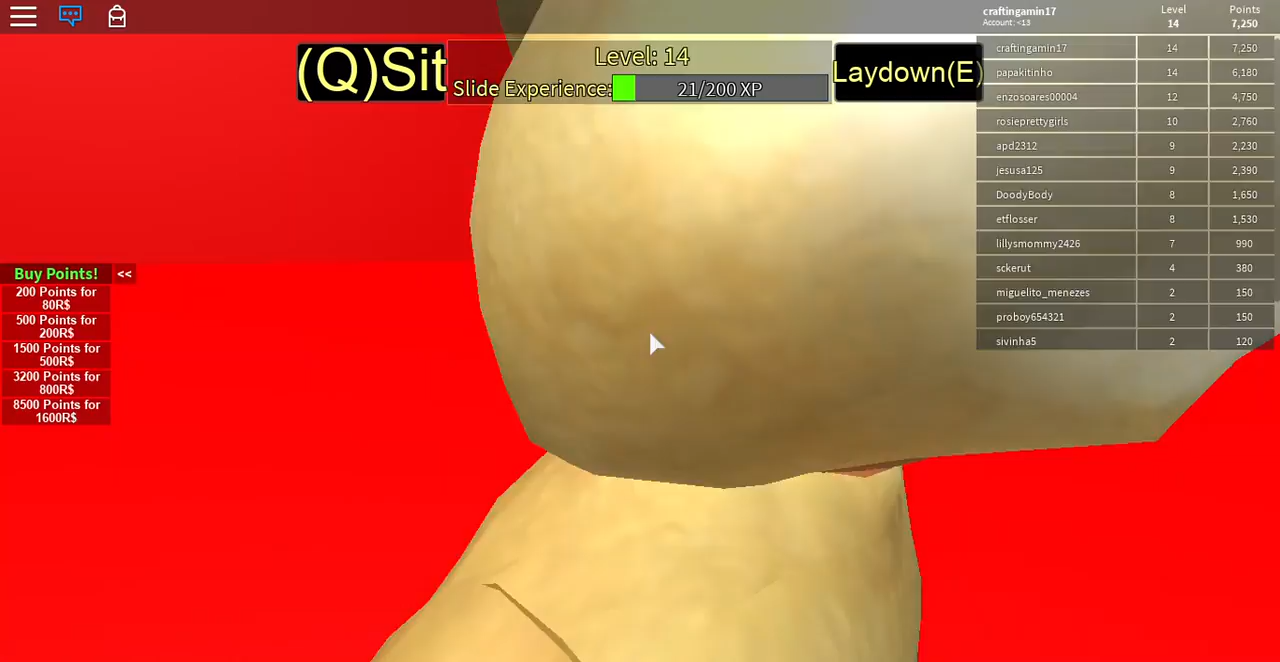 craftingamin17
Account: <13
Level
14
Points
7,250
(Q)Sit
Level: 14
Slide Experience:
21/200 XP
Laydown(E)
craftingamin17 14 7,250
papakitinho 14 6,180
enzosoares00004 12 4,750
rosieprettygirls 10 2,760
apd2312 9 2,230
jesusa125 9 2,390
DoodyBody 8 1,650
etflosser 8 1,530
lillysmommy2426 7 990
sckerut 4 380
miguelito_menezes 2 150
proboy654321 2 150
sivinha5 2 120
Buy Points! <<
200 Points for
80R$
500 Points for
200R$
1500 Points for
500R$
3200 Points for
800R$
8500 Points for
1600R$